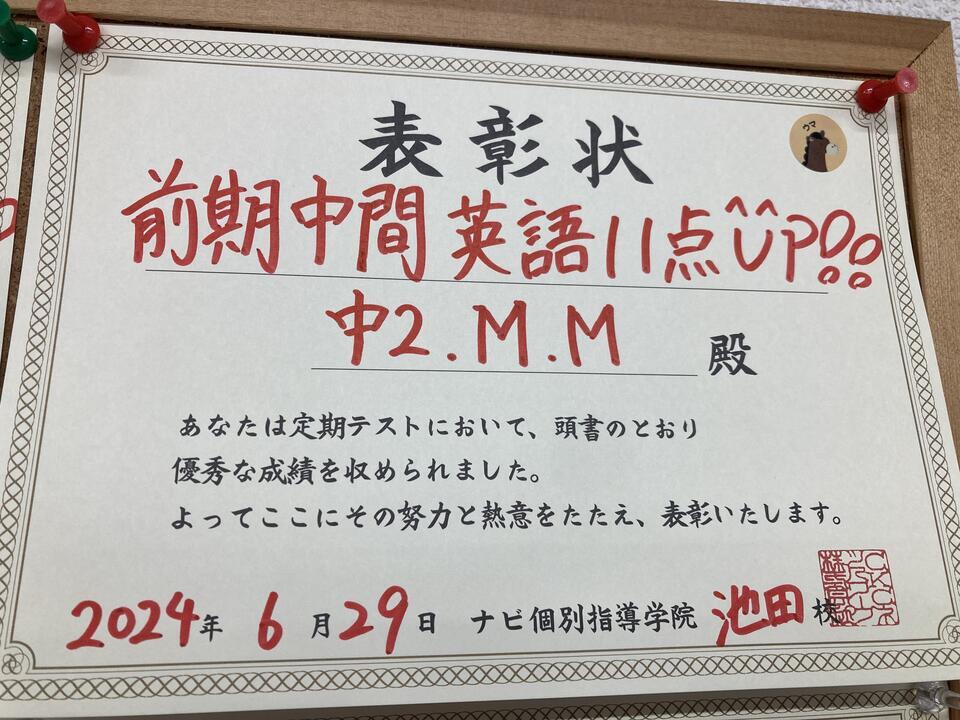 表彰状
ウマ
前期中間英語11点UP!!
中2.M.M 殿
あなたは定期テストにおいて、頭書のとおり
優秀な成績を収められました。
よってここにその努力と熱意をたたえ、表彰いたします。
2024年 6月29日 ナビ個別指導学院 池田校